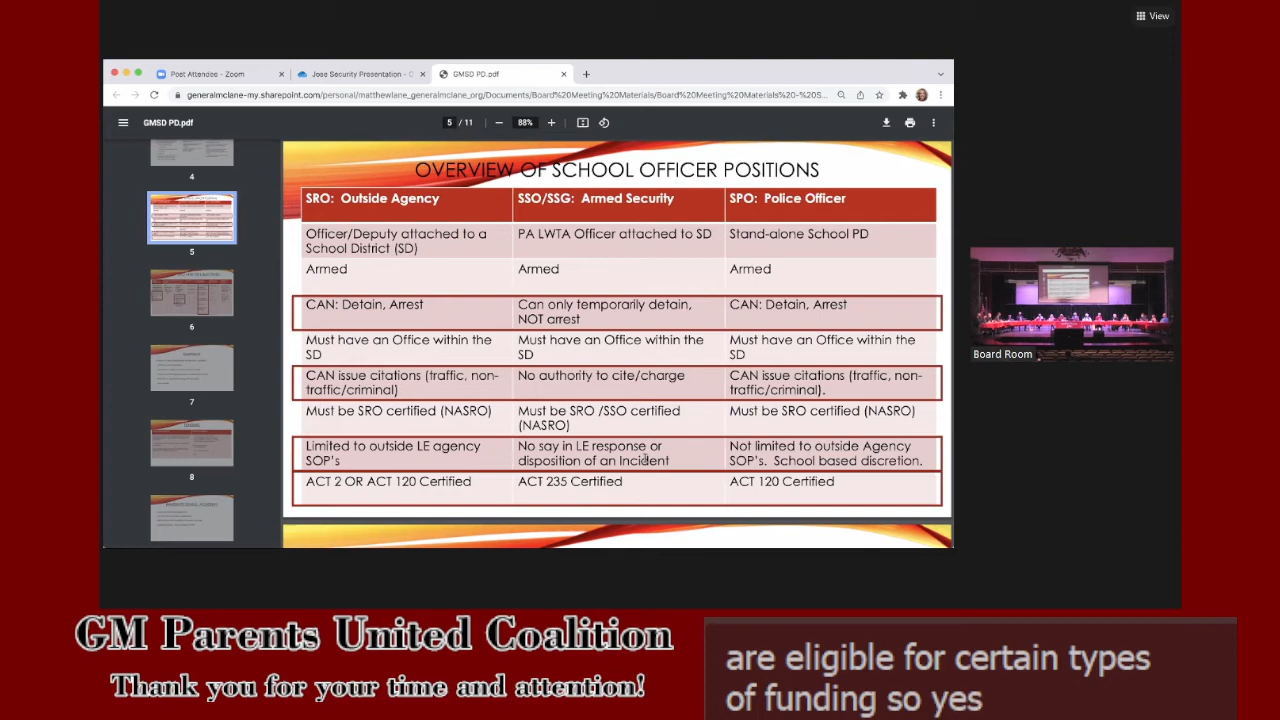 View
Post Attendee - Zoom
Jose Security Presentation - O
GMSD PD.pdf
generalmclane-my.sharepoint.com/personal/matthewlane_generalmclane_org/Documents/Board%20Meeting%20Materials/Board%20Meeting%20Materials%20-%20S...
GMSD PD.pdf
5 / 11
88%
4
5
6
7
8
OVERVIEW OF SCHOOL OFFICER POSITIONS
SRO: Outside Agency
SSO/SSG: Armed Security
SPO: Police Officer
Officer/Deputy attached to a
School District (SD)
PA LWTA Officer attached to SD
Stand-alone School PD
Armed
Armed
Armed
CAN: Detain, Arrest
Can only temporarily detain,
NOT arrest
CAN: Detain, Arrest
Must have an Office within the
SD
Must have an Office within the
SD
Must have an Office within the
SD
CAN issue citations (traffic, non-
traffic/criminal)
No authority to cite/charge
CAN issue citations (traffic, non-
traffic/criminal).
Must be SRO certified (NASRO)
Must be SRO /SSO certified
(NASRO)
Must be SRO certified (NASRO)
Limited to outside LE agency
SOP's
No say in LE response or
disposition of an Incident
Not limited to outside Agency
SOP's. School based discretion.
ACT 2 OR ACT 120 Certified
ACT 235 Certified
ACT 120 Certified
Board Room
GM Parents United Coalition
Thank you for your time and attention!
are eligible for certain types
of funding so yes